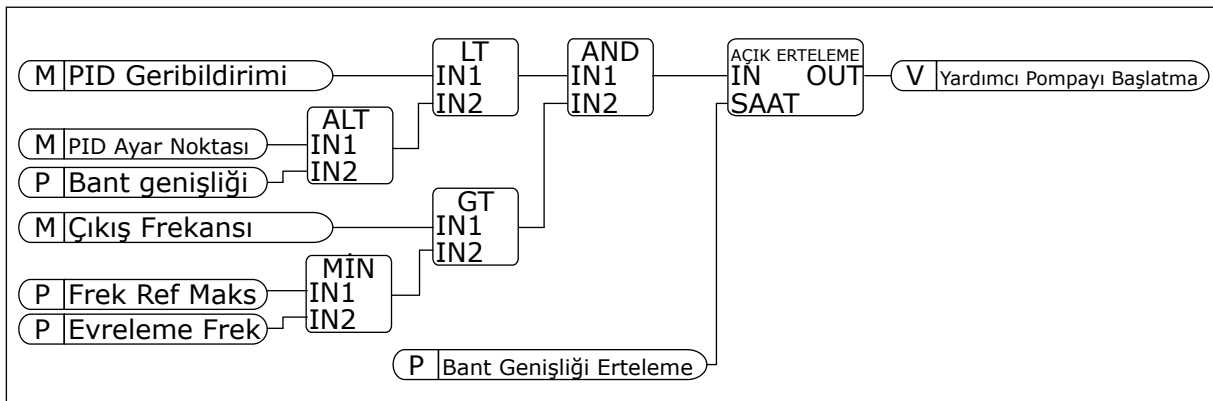 LT
AND
AÇIK ERTELEME
M PID Geribildirimi
IN1
IN1
IN OUT
V Yardımcı Pompayı Başlatma
IN2
IN2
SAAT
ALT
M PID Ayar Noktası
IN1
P Bant genişliği
IN2
GT
M Çıkış Frekansı
IN1
IN2
MİN
P Frek Ref Maks
IN1
P Evreleme Frek
IN2
P Bant Genişliği Erteleme